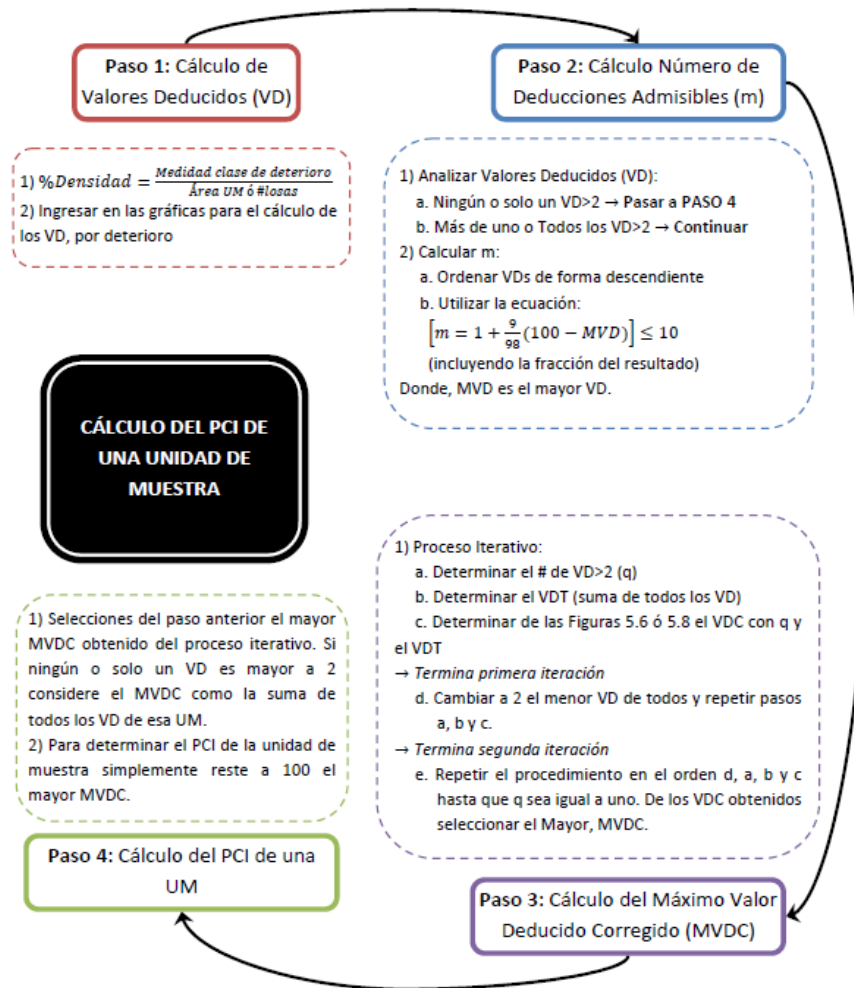 Paso 1: Cálculo de
Valores Deducidos (VD)
1) %Densidad = Medidad clase de deterioro / Área UM ó #losas
2) Ingresar en las gráficas para el cálculo de
los VD, por deterioro
Paso 2: Cálculo Número de
Deducciones Admisibles (m)
1) Analizar Valores Deducidos (VD):
a. Ningún o solo un VD>2 → Pasar a PASO 4
b. Más de uno o Todos los VD>2 → Continuar
2) Calcular m:
a. Ordenar VDs de forma descendiente
b. Utilizar la ecuación:
[m = 1 + 9/98 (100 − MVD)] ≤ 10
(incluyendo la fracción del resultado)
Donde, MVD es el mayor VD.
CÁLCULO DEL PCI DE
UNA UNIDAD DE
MUESTRA
1) Proceso Iterativo:
a. Determinar el # de VD>2 (q)
b. Determinar el VDT (suma de todos los VD)
c. Determinar de las Figuras 5.6 ó 5.8 el VDC con q y
el VDT
→ Termina primera iteración
d. Cambiar a 2 el menor VD de todos y repetir pasos
a, b y c.
→ Termina segunda iteración
e. Repetir el procedimiento en el orden d, a, b y c
hasta que q sea igual a uno. De los VDC obtenidos
seleccionar el Mayor, MVDC.
Paso 3: Cálculo del Máximo Valor
Deducido Corregido (MVDC)
1) Selecciones del paso anterior el mayor
MVDC obtenido del proceso iterativo. Si
ningún o solo un VD es mayor a 2
considere el MVDC como la suma de
todos los VD de esa UM.
2) Para determinar el PCI de la unidad de
muestra simplemente reste a 100 el
mayor MVDC.
Paso 4: Cálculo del PCI de una
UM